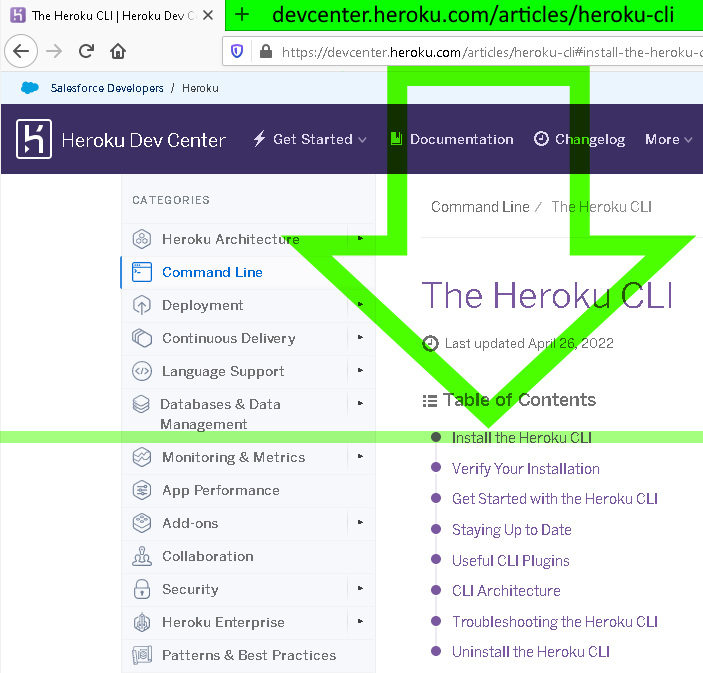 The Heroku CLI | Heroku Dev C
+ devcenter.heroku.com/articles/heroku-cli
https://devcenter.heroku.com/articles/heroku-cli#install-the-heroku-c
Salesforce Developers / Heroku
Heroku Dev Center Get Started Documentation Changelog More
CATEGORIES
Heroku Architecture
Command Line
Deployment
Continuous Delivery
Language Support
Databases & Data
Management
Monitoring & Metrics
App Performance
Add-ons
Collaboration
Security
Heroku Enterprise
Patterns & Best Practices
Command Line / The Heroku CLI
The Heroku CLI
Last updated April 26, 2022
Table of Contents
Install the Heroku CLI
Verify Your Installation
Get Started with the Heroku CLI
Staying Up to Date
Useful CLI Plugins
CLI Architecture
Troubleshooting the Heroku CLI
Uninstall the Heroku CLI